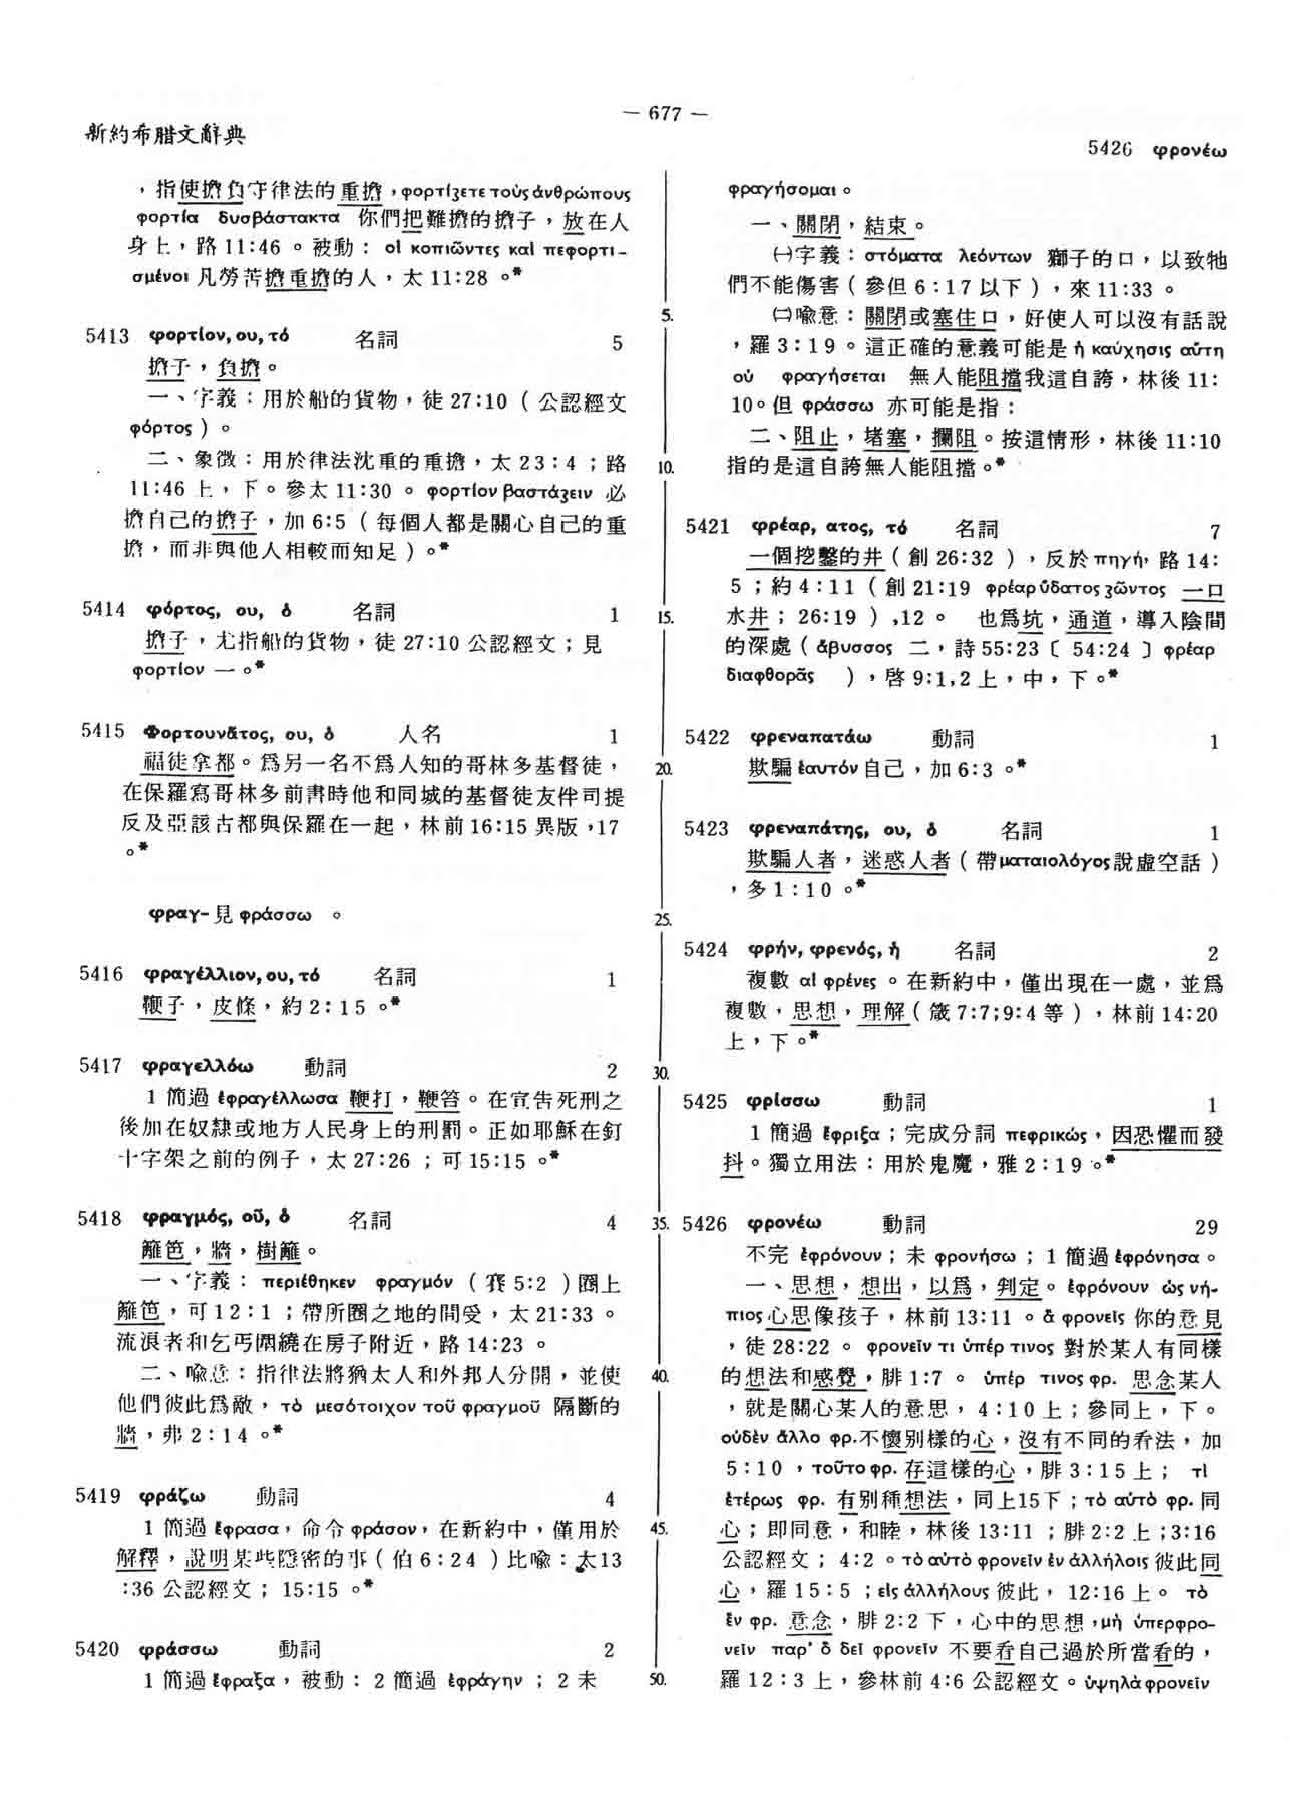 — 677 —
新約希腊文辭典
5426 φρονέω
，指使擔負守律法的重擔，φορτίζετε τοὺς ἀνθρώπους
φορτία δυσβάστακτα 你們把難擔的擔子，放在人
身上，路 11:46 。被動： οἱ κοπιῶντες καὶ πεφορτι-
σμένοι 凡勞苦擔重擔的人，太 11:28 。*
5413 φορτίον, ου, τό 名詞 5
擔子，負擔。
一、字義：用於船的貨物，徒 27:10 ( 公認經文
φόρτος ) 。
二、象徵：用於律法沈重的重擔，太 23：4 ；路
11:46 上，下。參太 11:30 。 φορτίον βαστάζειν 必
擔自己的擔子，加 6:5 ( 每個人都是關心自己的重
擔，而非與他人相較而知足 ) 。*
5414 φόρτος, ου, ὁ 名詞 1
擔子，尤指船的貨物，徒 27:10 公認經文；見
φορτίον 一 。*
5415 Φορτουνᾶτος, ου, ὁ 人名 1
福徒拿都。爲另一名不爲人知的哥林多基督徒，
在保羅寫哥林多前書時他和同城的基督徒友伴司提
反及亞該古都與保羅在一起，林前 16:15 異版，17
。*
φραγ- 見 φράσσω 。
5416 φραγέλλιον, ου, τό 名詞 1
鞭子，皮條，約 2：15 。*
5417 φραγελλόω 動詞 2
1 簡過 ἐφραγέλλωσα 鞭打，鞭笞。在宣告死刑之
後加在奴隸或地方人民身上的刑罰。正如耶穌在釘
十字架之前的例子，太 27:26 ；可 15:15 。*
5418 φραγμός, οῦ, ὁ 名詞 4
籬笆，牆，樹籬。
一、字義： περιέθηκεν φραγμόν ( 賽 5:2 ) 圈上
籬笆，可 12：1 ；帶所圈之地的間受，太 21:33 。
流浪者和乞丐圍繞在房子附近，路 14:23 。
二、喩意：指律法將猶太人和外邦人分開，並使
他們彼此爲敵， τὸ μεσότοιχον τοῦ φραγμοῦ 隔斷的
牆，弗 2：14 。*
5419 φράζω 動詞 4
1 簡過 ἔφρασα，命令 φράσον，在新約中，僅用於
解釋，說明某些隱密的事 ( 伯 6：24 ) 比喩：太13
:36 公認經文； 15:15 。*
5420 φράσσω 動詞 2
1 簡過 ἔφραξα，被動： 2 簡過 ἐφράγην ； 2 未
5.
10.
15.
20.
25.
30.
35.
40.
45.
50.
φραγήσομαι 。
一、關閉，結束。
㈠字義：στόματα λεόντων 獅子的口，以致牠
們不能傷害 ( 參但 6：17 以下 ) ，來 11:33 。
㈡喩意：關閉或塞住口，好使人可以沒有話說
，羅 3：19 。這正確的意義可能是 ἡ καύχησις αὕτη
οὐ φραγήσεται 無人能阻擋我這自誇，林後 11:
10。但 φράσσω 亦可能是指：
二、阻止，堵塞，攔阻。按這情形，林後 11:10
指的是這自誇無人能阻擋。*
5421 φρέαρ, ατος, τό 名詞 7
一個挖鑿的井 ( 創 26:32 ) ，反於 πηγή，路 14:
5 ；約 4：11 ( 創 21:19 φρέαρ ὕδατος ζῶντος 一口
水井； 26:19 ) ,12 。 也爲坑，通道，導入陰間
的深處 ( ἄβυσσος 二，詩 55:23 〔 54:24 〕 φρέαρ
διαφθορᾶς ) ，啓 9:1,2 上，中，下 。*
5422 φρεναπατάω 動詞 1
欺騙 ἑαυτόν 自己，加 6:3 。*
5423 φρεναπάτης, ου, ὁ 名詞 1
欺騙人者，迷惑人者 ( 帶 ματαιολόγος 說虛空話 )
，多 1：10 。*
5424 φρήν, φρενός, ἡ 名詞 2
複數 αἱ φρένες 。在新約中，僅出現在一處，並爲
複數，思想，理解 ( 箴 7:7;9:4 等 ) ，林前 14:20
上，下。*
5425 φρίσσω 動詞 1
1 簡過 ἔφριξα；完成分詞 πεφρικώς，因恐懼而發
抖。獨立用法：用於鬼魔，雅 2：19 。*
5426 φρονέω 動詞 29
不完 ἐφρόνουν；未 φρονήσω ；1 簡過 ἐφρόνησα 。
一、思想，想出，以爲，判定。 ἐφρόνουν ὡς νή-
πιος 心思像孩子，林前 13:11 。ἃ φρονεῖς 你的意見
，徒 28:22 。 φρονεῖν τι ὑπέρ τινος 對於某人有同樣
的想法和感覺，腓 1:7 。 ὑπέρ τινος φρ. 思念某人
，就是關心某人的意思， 4：10 上；參同上，下。
οὐδὲν ἄλλο φρ.不懷別樣的心，沒有不同的看法，加
5：10 ，τοῦτο φρ. 存這樣的心，腓 3：15 上； τὶ
ἑτέρως φρ. 有別種想法，同上15下；τὸ αὐτὸ φρ. 同
心；即同意，和睦，林後 13:11 ；腓 2:2 上；3:16
公認經文； 4:2 。τὸ αὐτὸ φρονεῖν ἐν ἀλλήλοις 彼此同
心，羅 15：5 ；εἰς ἀλλήλους 彼此， 12:16 上。 τὸ
ἓν φρ. 意念，腓 2:2 下，心中的思想，μὴ ὑπερφρο-
νεῖν παρ’ ὃ δεῖ φρονεῖν 不要看自己過於所當看的，
羅 12：3 上，參林前 4:6 公認經文。ὑψηλὰ φρονεῖν